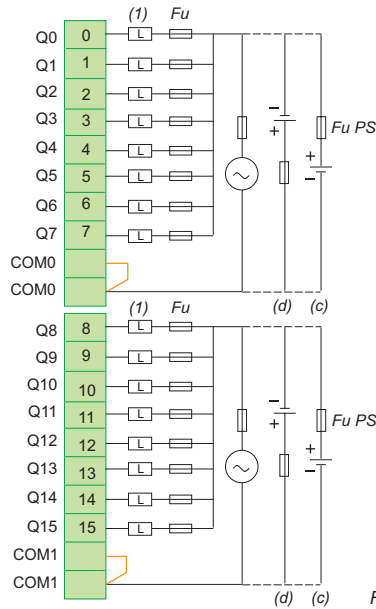 (1) Fu
Q0 0 L
Q1 1 L
Q2 2 L
Q3 3 L
Q4 4 L
Q5 5 L
Q6 6 L
Q7 7 L
COM0
COM0
− + + − Fu PS
(d) (c)
(1) Fu
Q8 8 L
Q9 9 L
Q10 10 L
Q11 11 L
Q12 12 L
Q13 13 L
Q14 14 L
Q15 15 L
COM1
COM1
− + + − Fu PS
(d) (c)
F